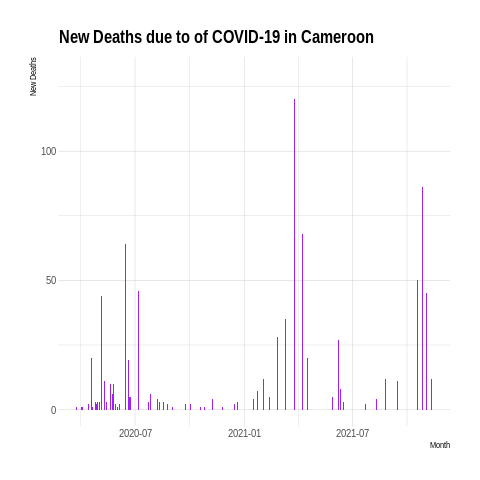 New Deaths due to of COVID-19 in Cameroon
New Deaths
100
50
0
2020-07
2021-01
2021-07
Month